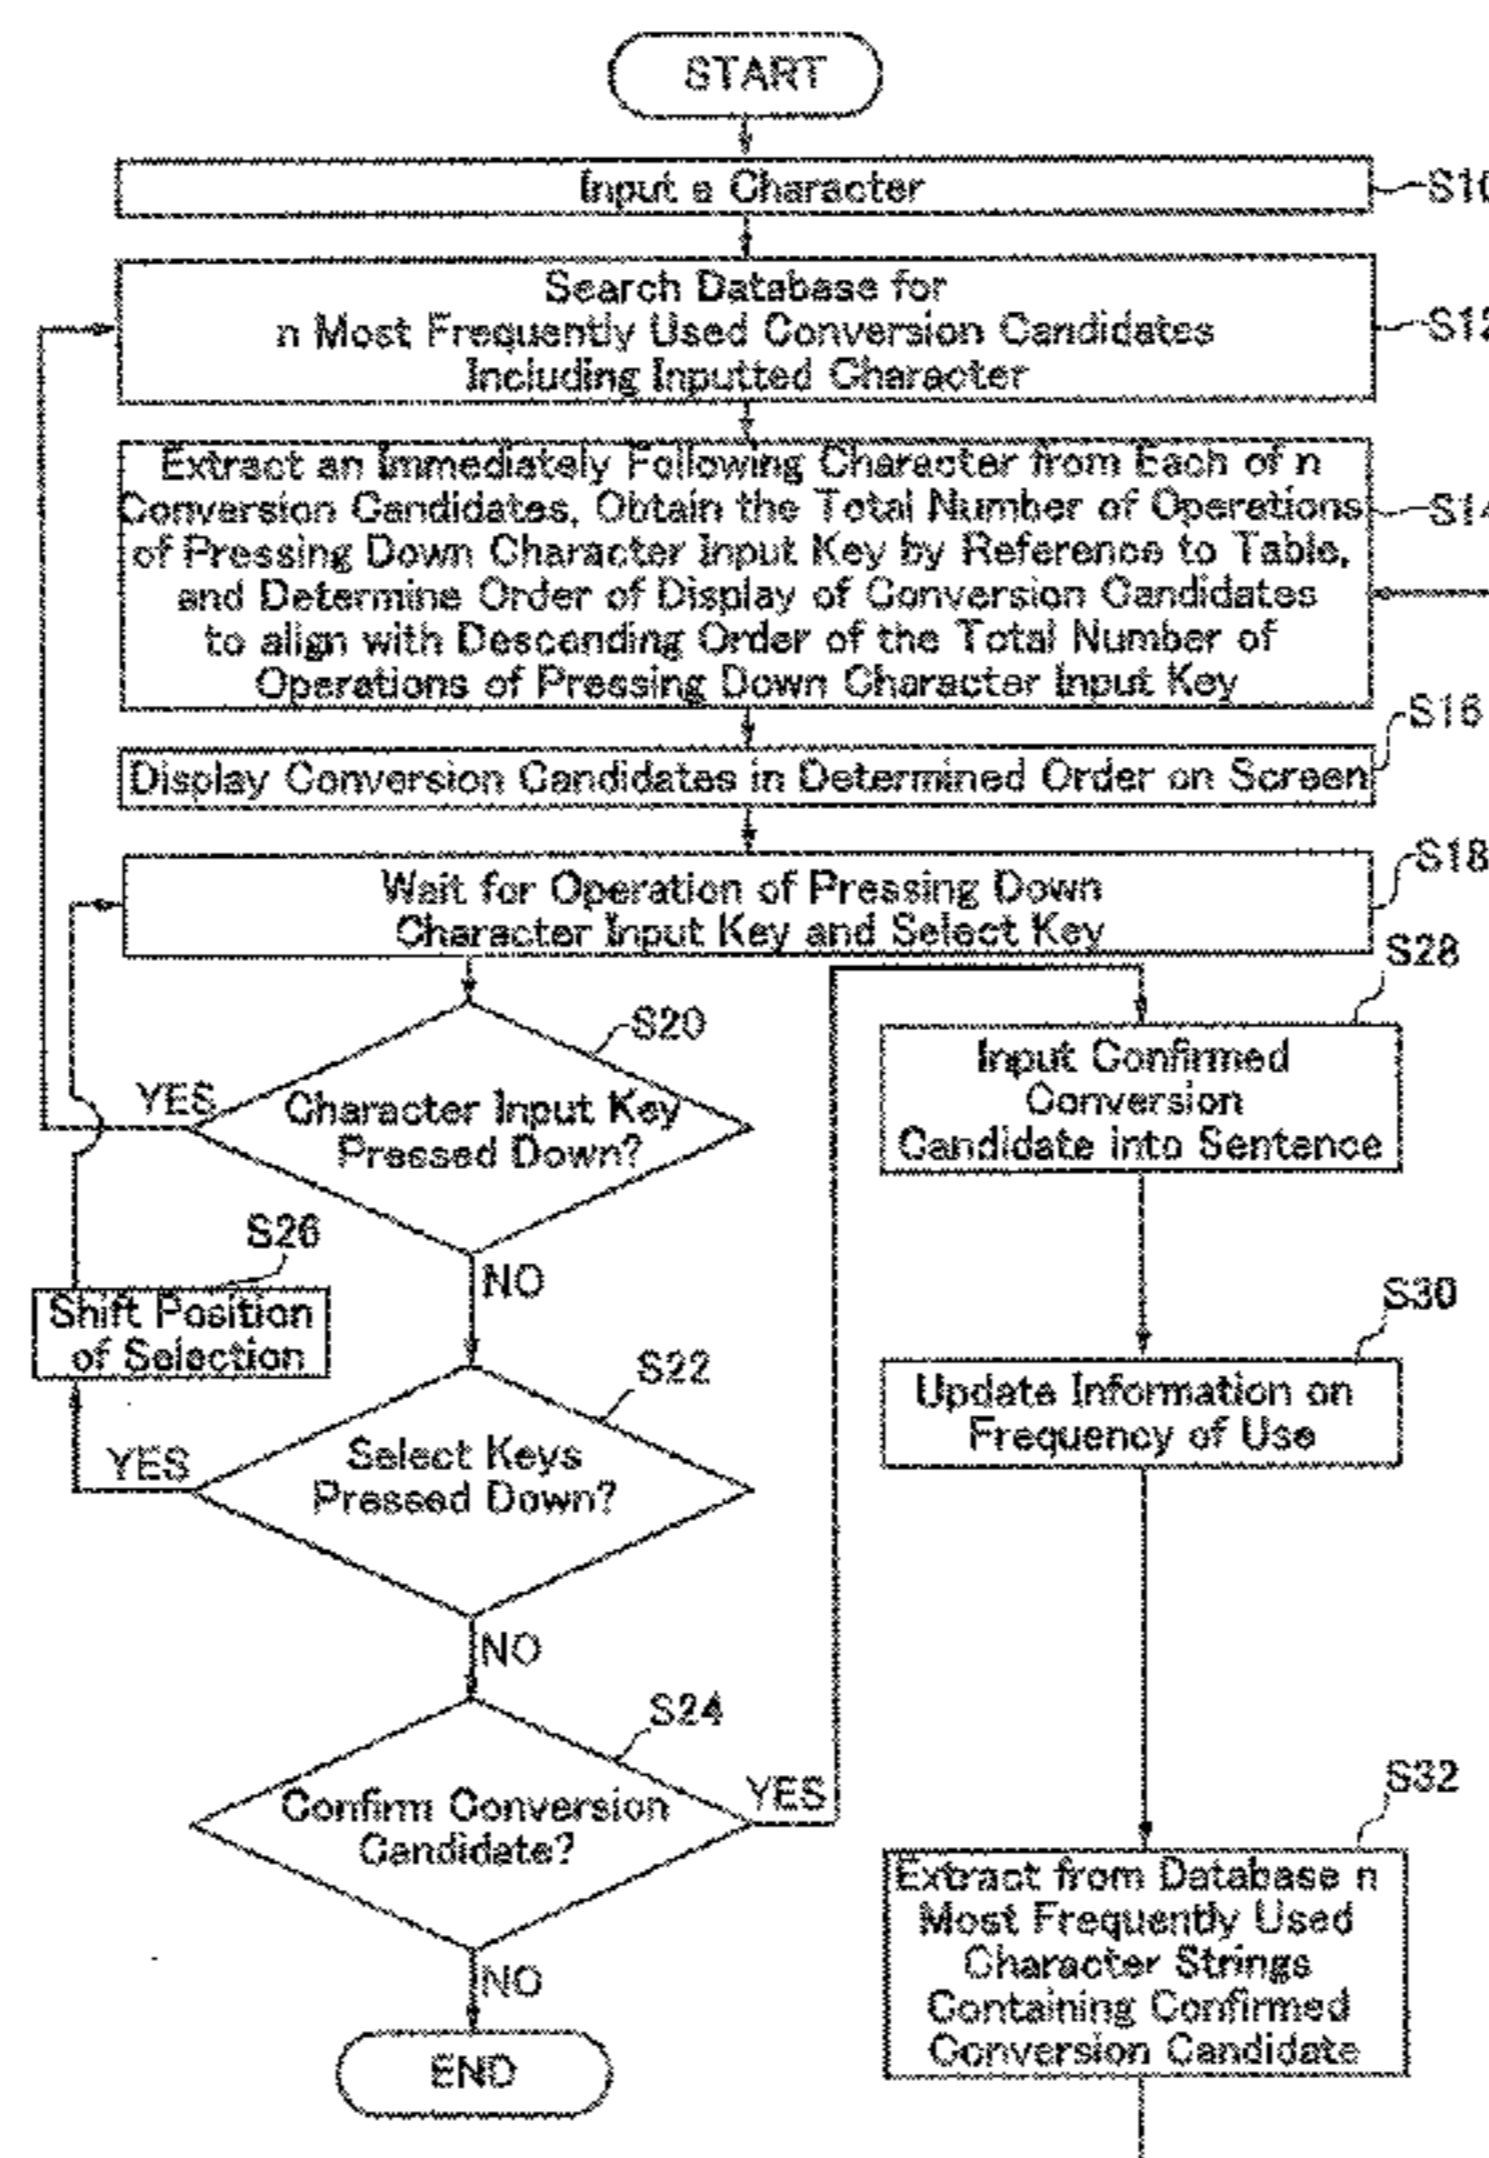 START
Input a Character
S10
Search Database for
n Most Frequently Used Conversion Candidates
Including Inputted Character
S12
Extract an Immediately Following Character from Each of n
Conversion Candidates, Obtain the Total Number of Operations
of Pressing Down Character Input Key by Reference to Table,
and Determine Order of Display of Conversion Candidates
to align with Descending Order of the Total Number of
Operations of Pressing Down Character Input Key
S14
S16
Display Conversion Candidates in Determined Order on Screen
S18
Wait for Operation of Pressing Down
Character Input Key and Select Key
S20
YES
Character Input Key
Pressed Down?
NO
S26
Shift Position
of Selection
S22
YES
Select Keys
Pressed Down?
NO
S24
YES
Confirm Conversion
Candidate?
NO
END
S28
Input Confirmed
Conversion
Candidate into Sentence
S30
Update Information on
Frequency of Use
S32
Extract from Database n
Most Frequently Used
Character Strings
Containing Confirmed
Conversion Candidate